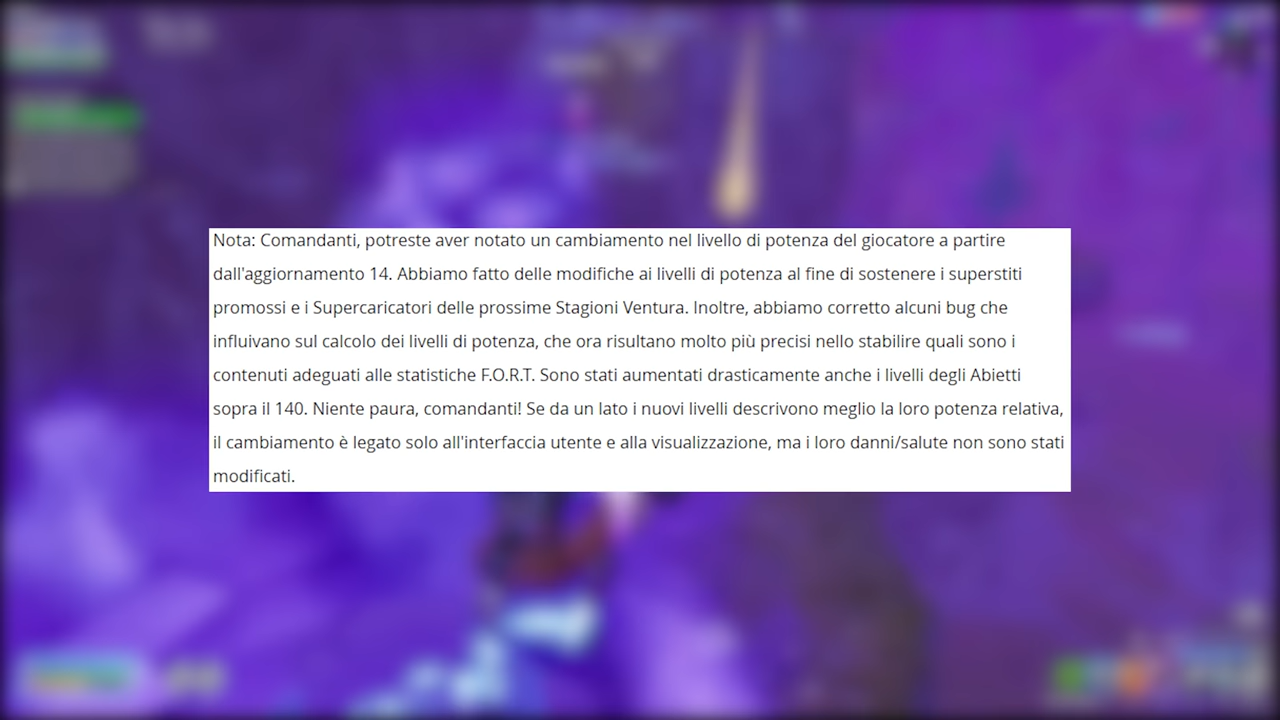 Nota: Comandanti, potreste aver notato un cambiamento nel livello di potenza del giocatore a partire
dall'aggiornamento 14. Abbiamo fatto delle modifiche ai livelli di potenza al fine di sostenere i superstiti
promossi e i Supercaricatori delle prossime Stagioni Ventura. Inoltre, abbiamo corretto alcuni bug che
influivano sul calcolo dei livelli di potenza, che ora risultano molto più precisi nello stabilire quali sono i
contenuti adeguati alle statistiche F.O.R.T. Sono stati aumentati drasticamente anche i livelli degli Abietti
sopra il 140. Niente paura, comandanti! Se da un lato i nuovi livelli descrivono meglio la loro potenza relativa,
il cambiamento è legato solo all'interfaccia utente e alla visualizzazione, ma i loro danni/salute non sono stati
modificati.